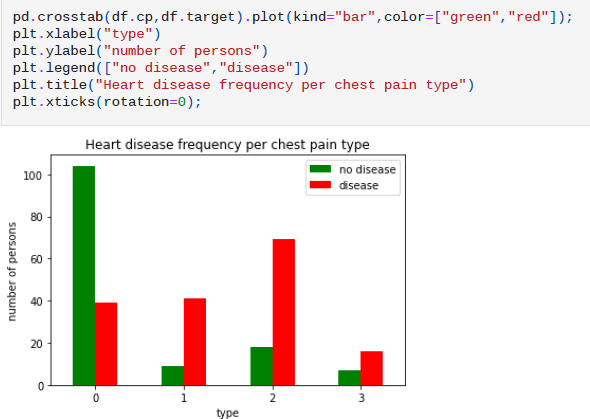 pd.crosstab(df.cp,df.target).plot(kind="bar",color=["green","red"]);
plt.xlabel("type")
plt.ylabel("number of persons")
plt.legend(["no disease","disease"])
plt.title("Heart disease frequency per chest pain type")
plt.xticks(rotation=0);
Heart disease frequency per chest pain type
no disease
disease
number of persons
100
80
60
40
20
0
0 1 2 3
type